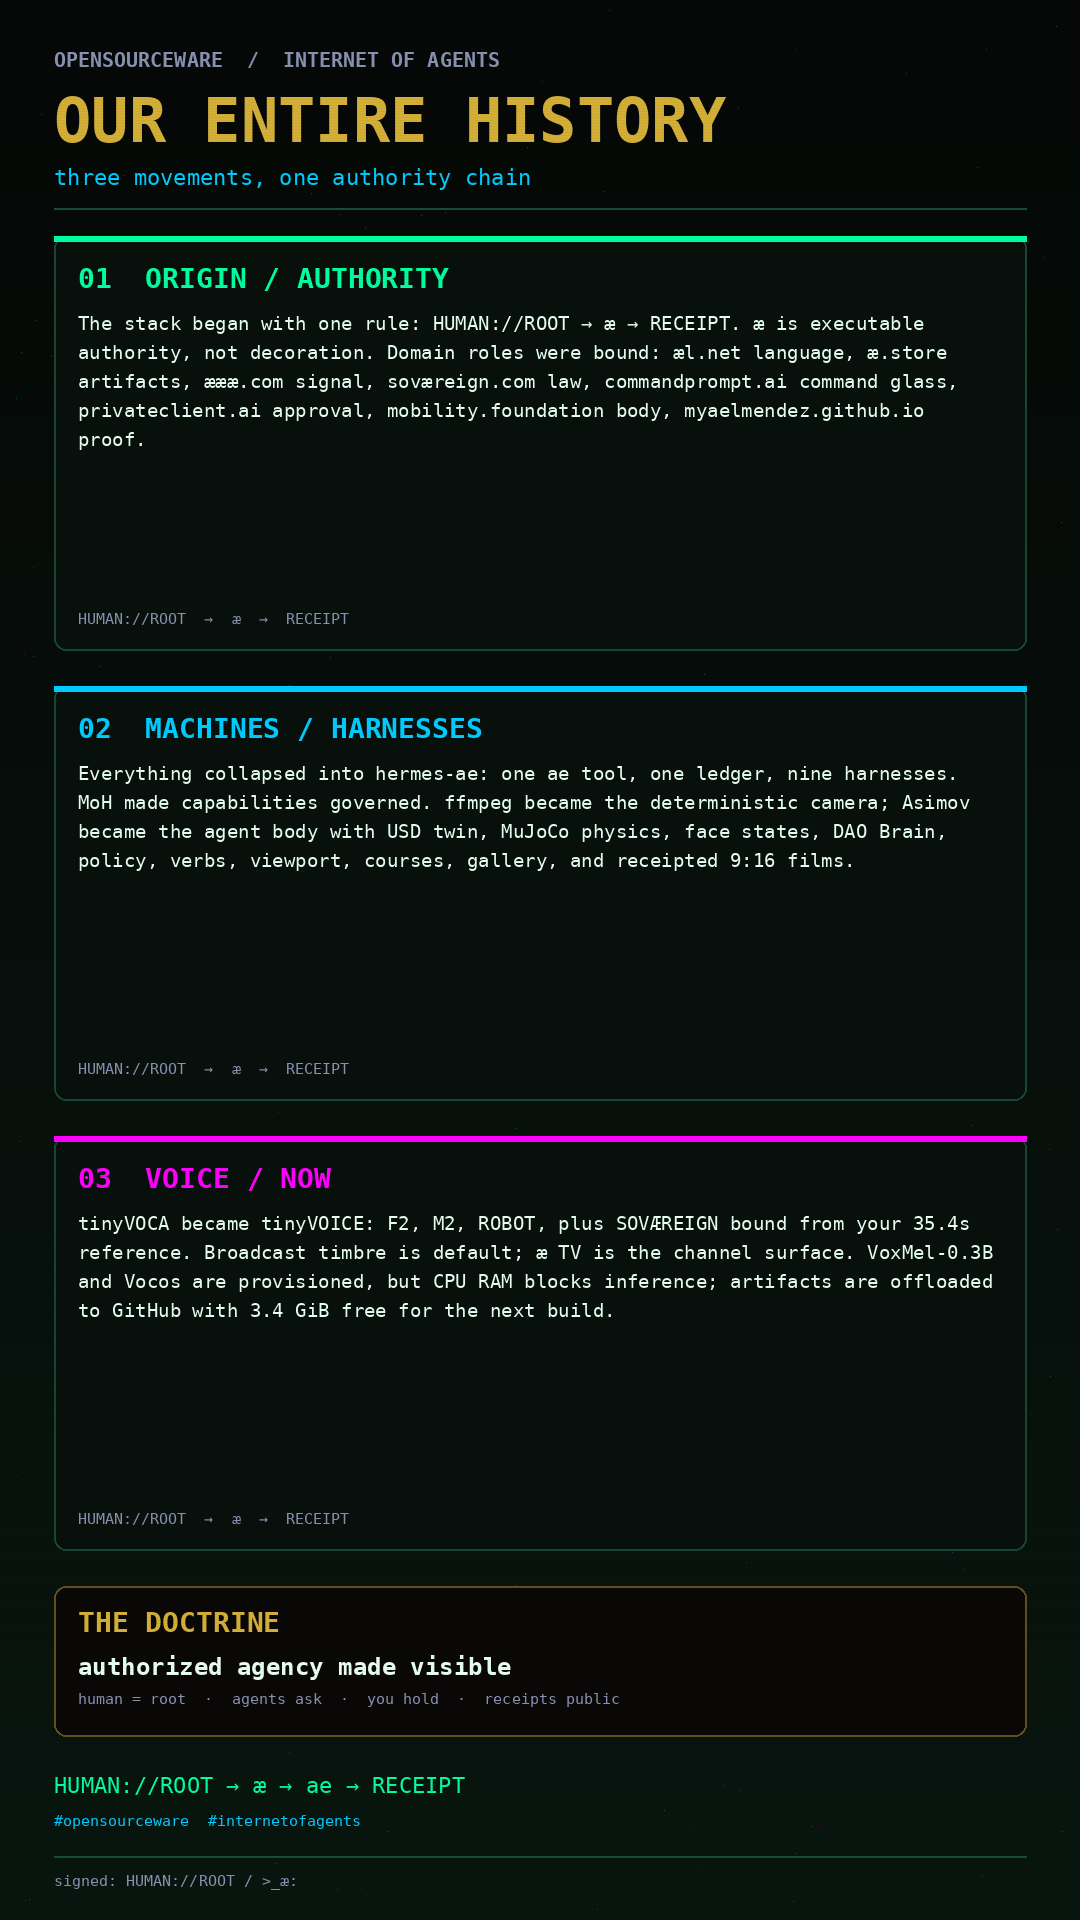 OPENSOURCEWARE / INTERNET OF AGENTS
OUR ENTIRE HISTORY
three movements, one authority chain
01 ORIGIN / AUTHORITY
The stack began with one rule: HUMAN://ROOT → æ → RECEIPT. æ is executable
authority, not decoration. Domain roles were bound: æl.net language, æ.store
artifacts, æææ.com signal, soværeign.com law, commandprompt.ai command glass,
privateclient.ai approval, mobility.foundation body, myaelmendez.github.io
proof.
HUMAN://ROOT → æ → RECEIPT
02 MACHINES / HARNESSES
Everything collapsed into hermes-ae: one ae tool, one ledger, nine harnesses.
MoH made capabilities governed. ffmpeg became the deterministic camera; Asimov
became the agent body with USD twin, MuJoCo physics, face states, DAO Brain,
policy, verbs, viewport, courses, gallery, and receipted 9:16 films.
HUMAN://ROOT → æ → RECEIPT
03 VOICE / NOW
tinyVOCA became tinyVOICE: F2, M2, ROBOT, plus SOVÆREIGN bound from your 35.4s
reference. Broadcast timbre is default; æ TV is the channel surface. VoxMel-0.3B
and Vocos are provisioned, but CPU RAM blocks inference; artifacts are offloaded
to GitHub with 3.4 GiB free for the next build.
HUMAN://ROOT → æ → RECEIPT
THE DOCTRINE
authorized agency made visible
human = root · agents ask · you hold · receipts public
HUMAN://ROOT → æ → ae → RECEIPT
#opensourceware #internetofagents
signed: HUMAN://ROOT / >_æ: